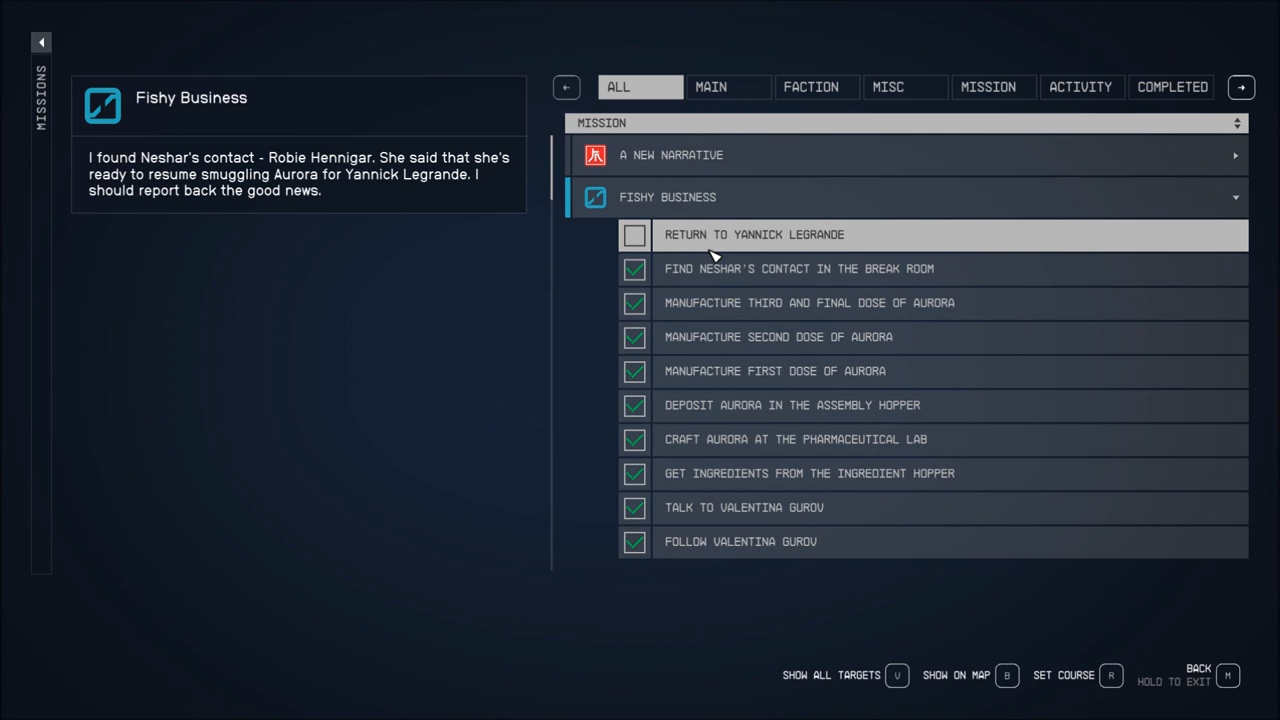 MISSIONS
Fishy Business
I found Neshar's contact - Robie Hennigar. She said that she's
ready to resume smuggling Aurora for Yannick Legrande. I
should report back the good news.
ALL
MAIN
FACTION
MISC
MISSION
ACTIVITY
COMPLETED
MISSION
A NEW NARRATIVE
FISHY BUSINESS
RETURN TO YANNICK LEGRANDE
FIND NESHAR'S CONTACT IN THE BREAK ROOM
MANUFACTURE THIRD AND FINAL DOSE OF AURORA
MANUFACTURE SECOND DOSE OF AURORA
MANUFACTURE FIRST DOSE OF AURORA
DEPOSIT AURORA IN THE ASSEMBLY HOPPER
CRAFT AURORA AT THE PHARMACEUTICAL LAB
GET INGREDIENTS FROM THE INGREDIENT HOPPER
TALK TO VALENTINA GUROV
FOLLOW VALENTINA GUROV
SHOW ALL TARGETS V
SHOW ON MAP B
SET COURSE R
BACK
HOLD TO EXIT M